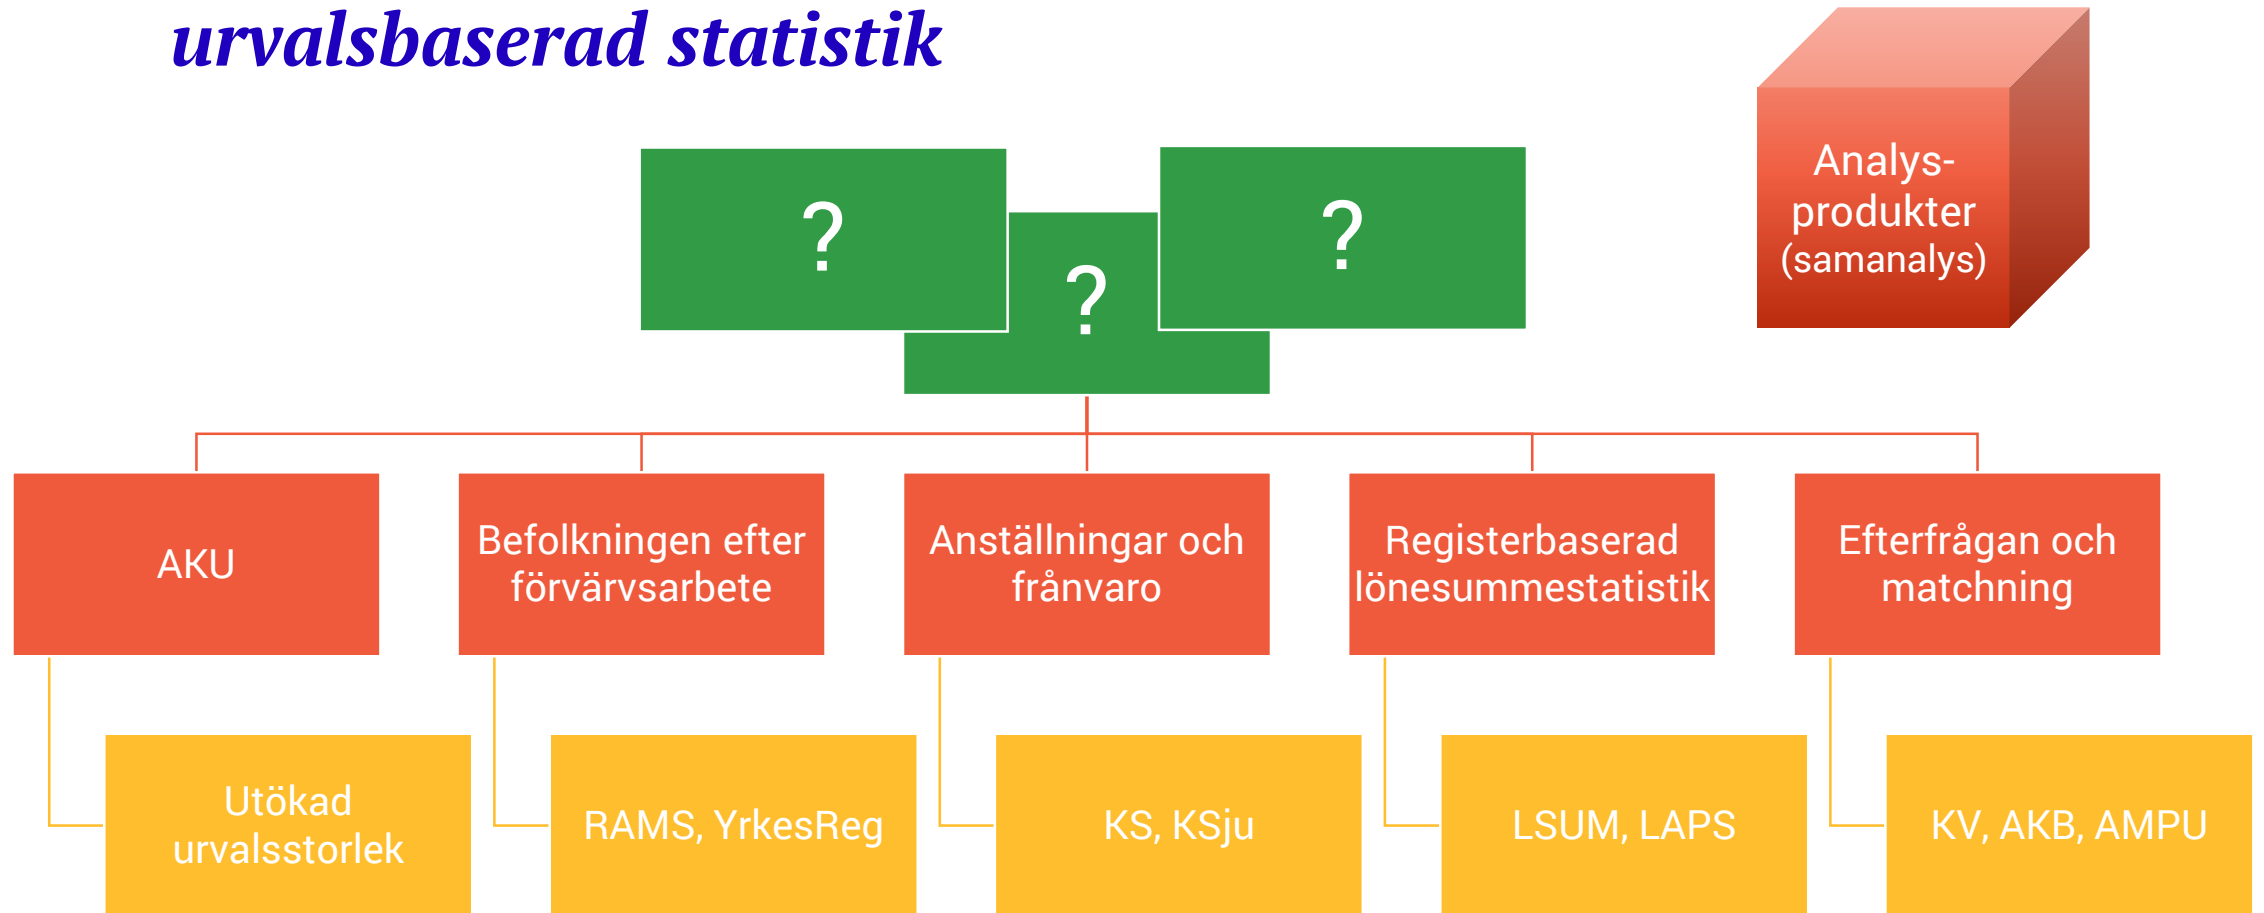 urvalsbaserad statistik
?
?
?
Analys-
produkter
(samanalys)
AKU
Befolkningen efter
förvärvsarbete
Anställningar och
frånvaro
Registerbaserad
lönesummestatistik
Efterfrågan och
matchning
Utökad
urvalsstorlek
RAMS, YrkesReg
KS, KSju
LSUM, LAPS
KV, AKB, AMPU